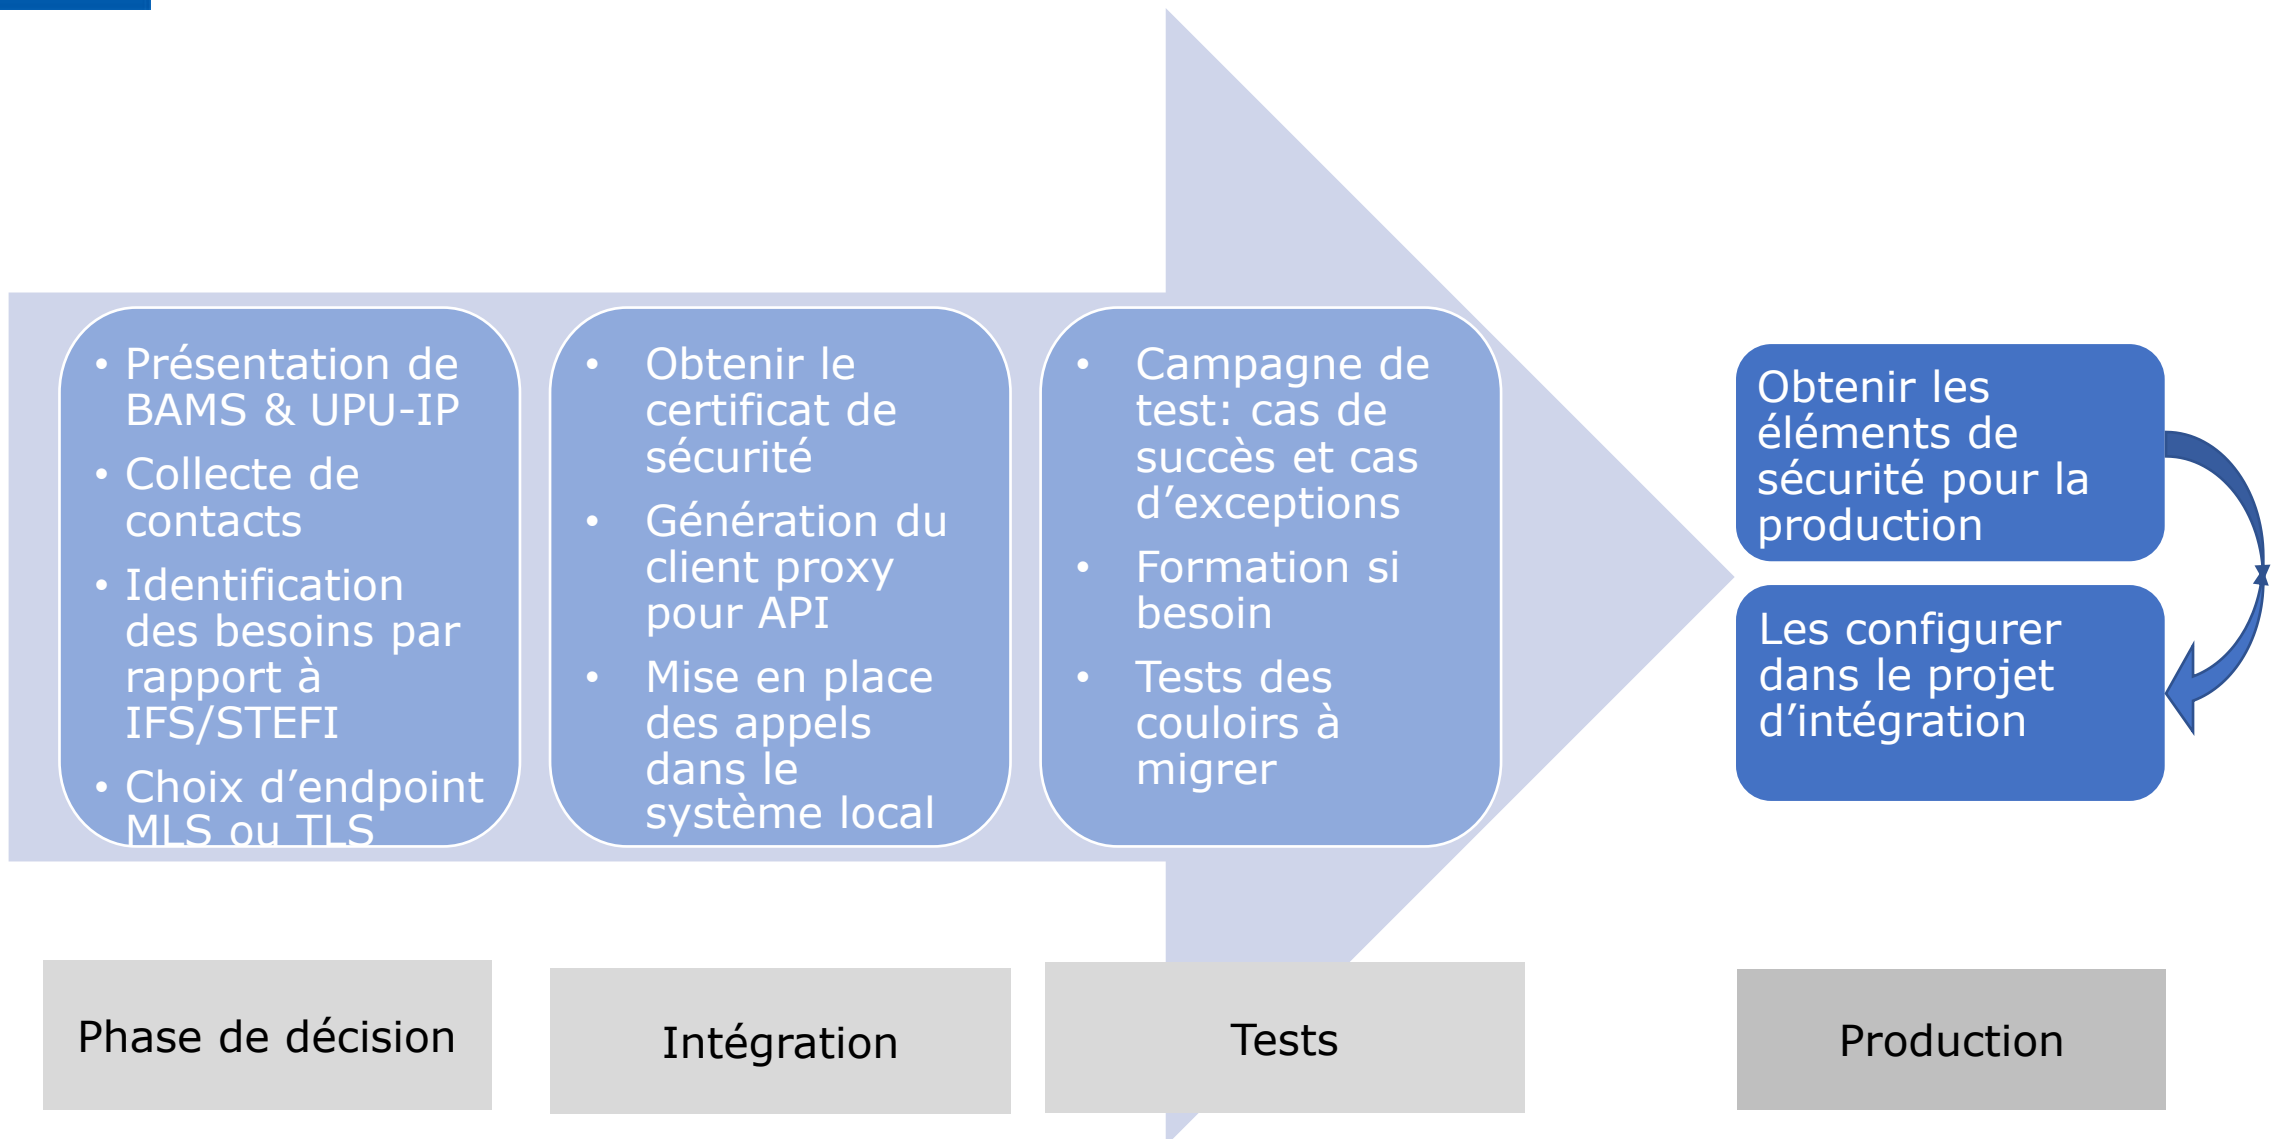 • Présentation de
BAMS & UPU-IP
• Collecte de
contacts
• Identification
des besoins par
rapport à
IFS/STEFI
• Choix d’endpoint
MLS ou TLS
• Obtenir le
certificat de
sécurité
• Génération du
client proxy
pour API
• Mise en place
des appels
dans le
système local
• Campagne de
test: cas de
succès et cas
d’exceptions
• Formation si
besoin
• Tests des
couloirs à
migrer
Obtenir les
éléments de
sécurité pour la
production
Les configurer
dans le projet
d’intégration
Phase de décision
Intégration
Tests
Production